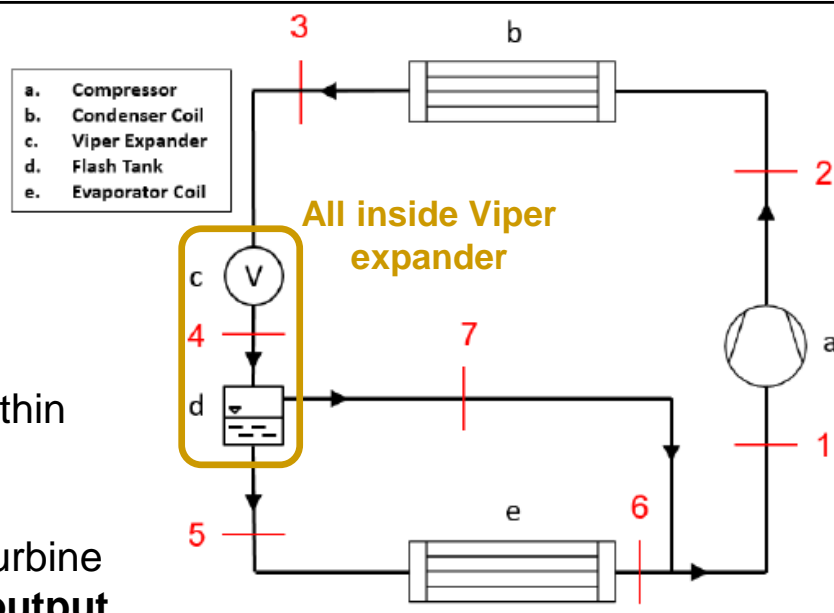 3
b
a. Compressor
b. Condenser Coil
c. Viper Expander
d. Flash Tank
e. Evaporator Coil
2
All inside Viper
expander
c
V
4
7
a
d
thin
1
5
e
6
urbine
output